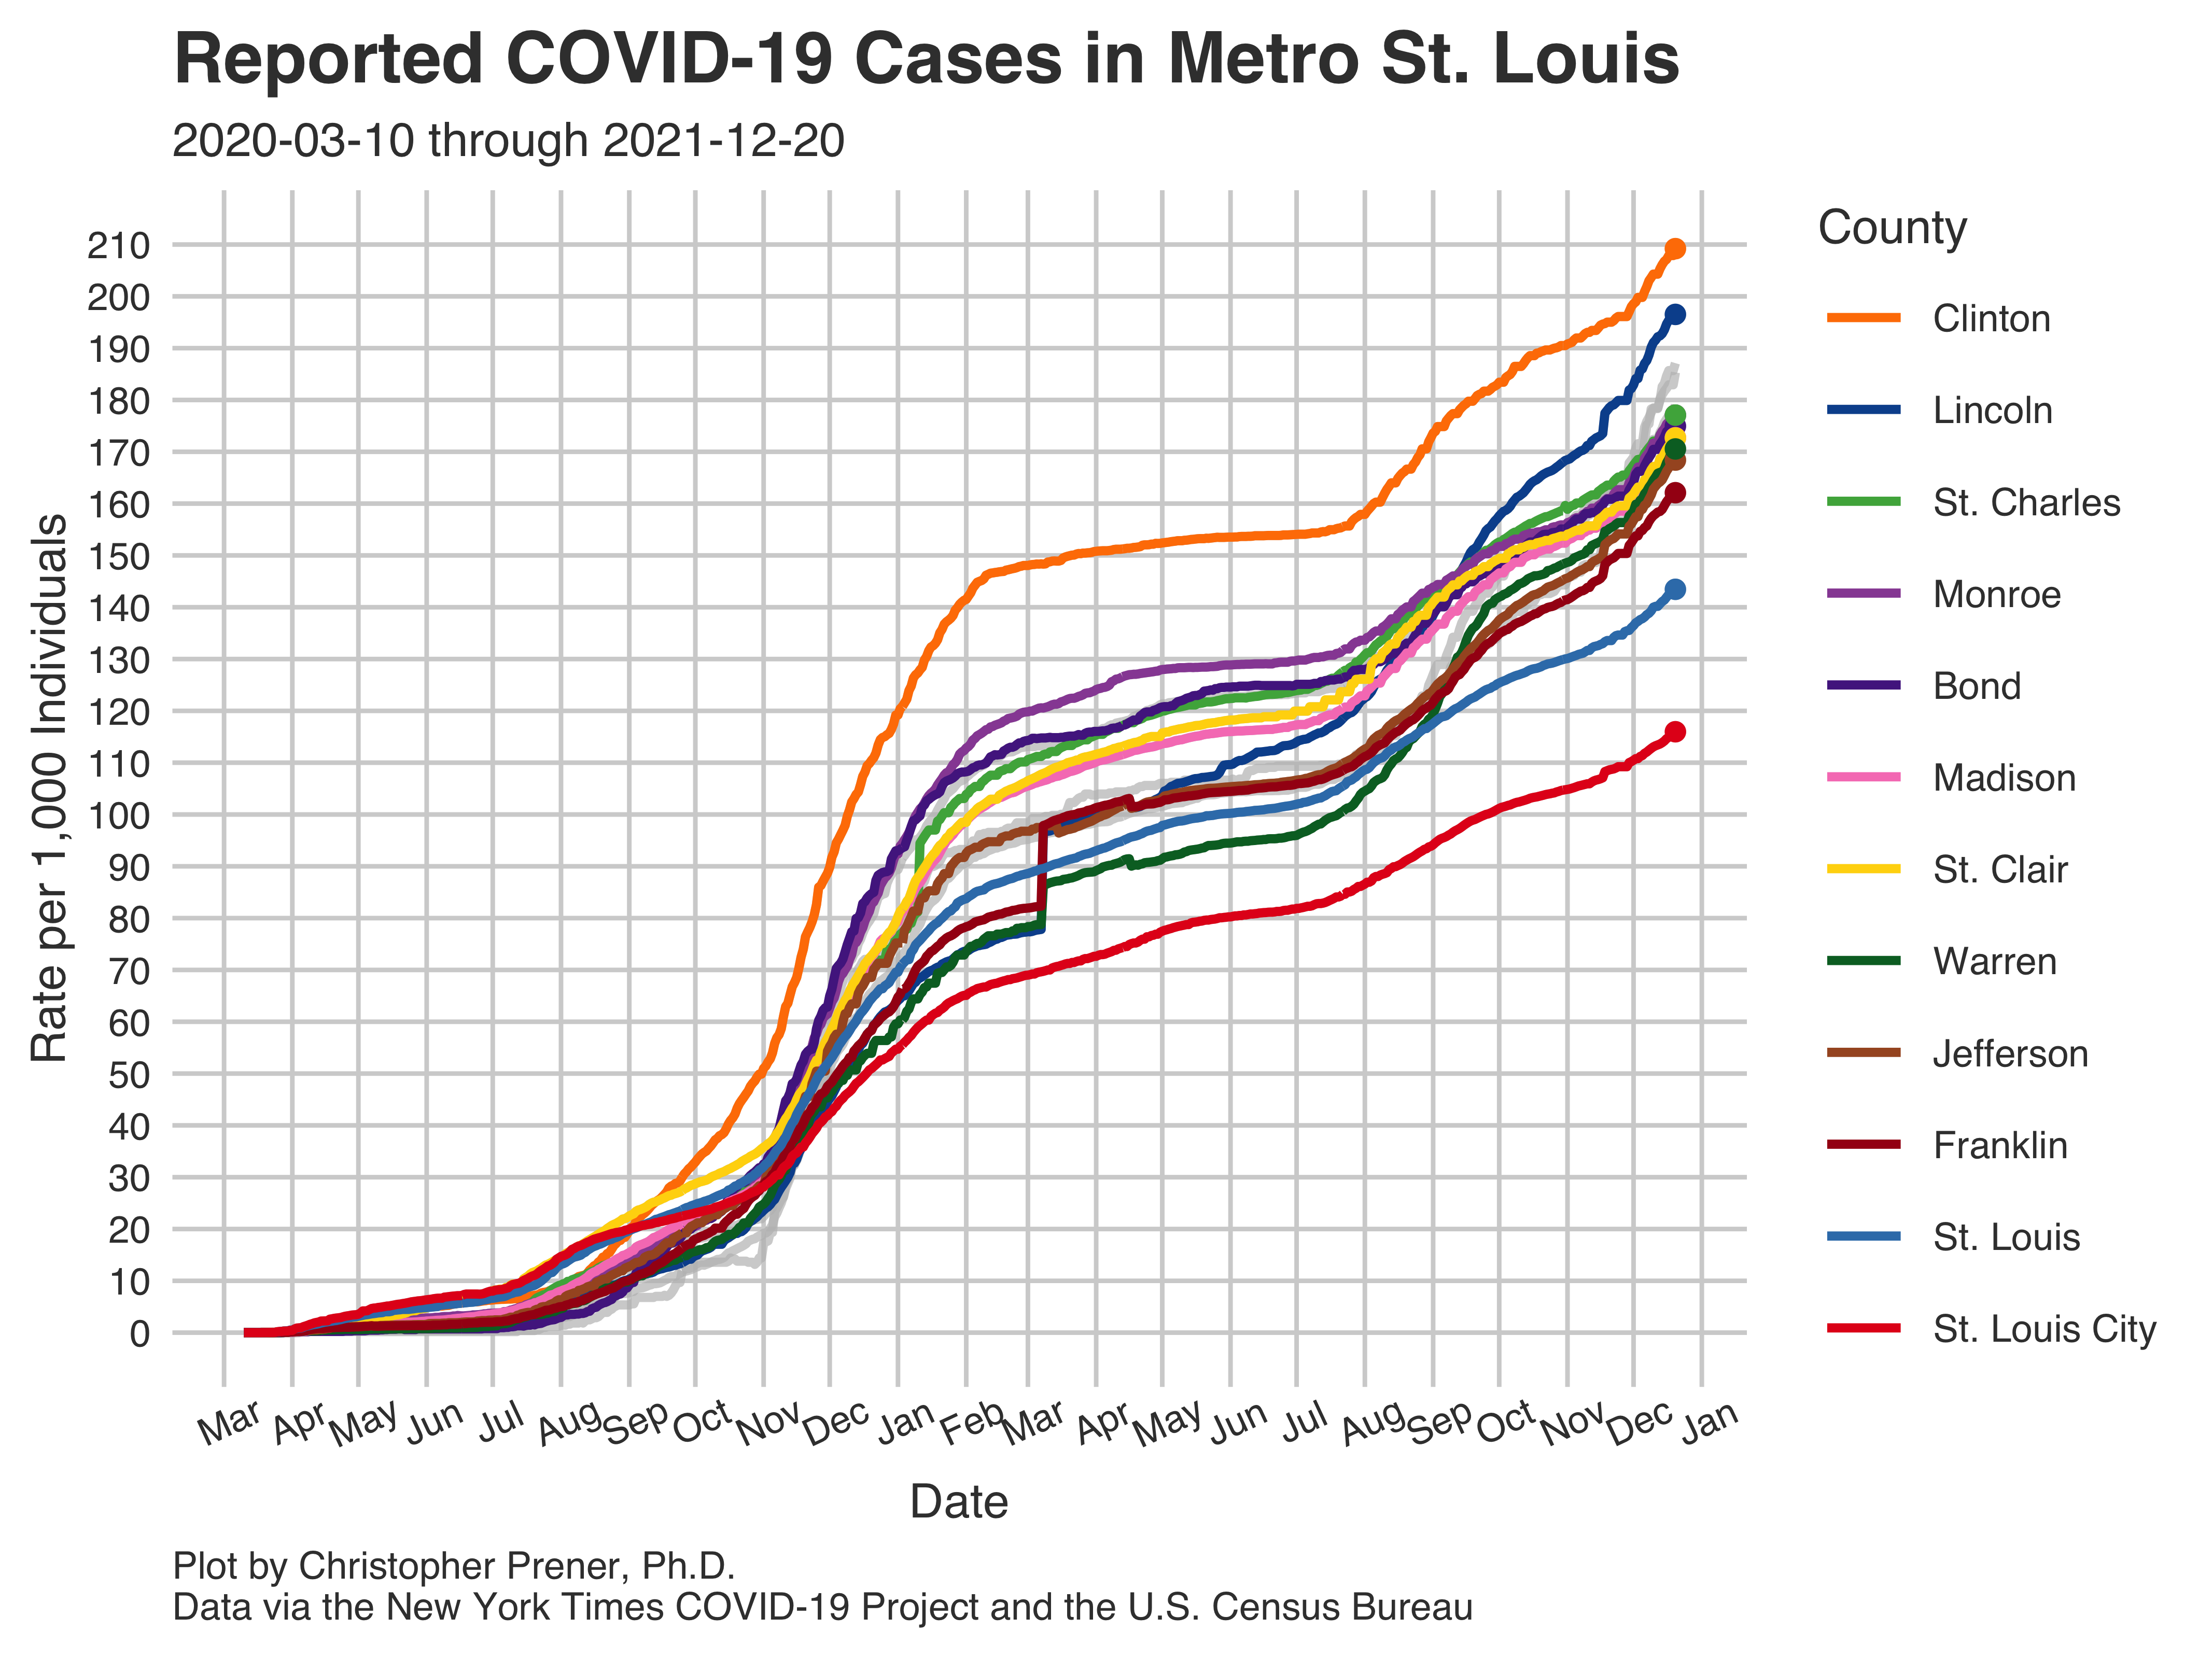 Reported COVID-19 Cases in Metro St. Louis
2020-03-10 through 2021-12-20
Rate per 1,000 Individuals
210
200
190
180
170
160
150
140
130
120
110
100
90
80
70
60
50
40
30
20
10
0
Mar Apr May Jun Jul Aug Sep Oct Nov Dec Jan Feb Mar Apr May Jun Jul Aug Sep Oct Nov Dec Jan
Date
County
Clinton
Lincoln
St. Charles
Monroe
Bond
Madison
St. Clair
Warren
Jefferson
Franklin
St. Louis
St. Louis City
Plot by Christopher Prener, Ph.D.
Data via the New York Times COVID-19 Project and the U.S. Census Bureau